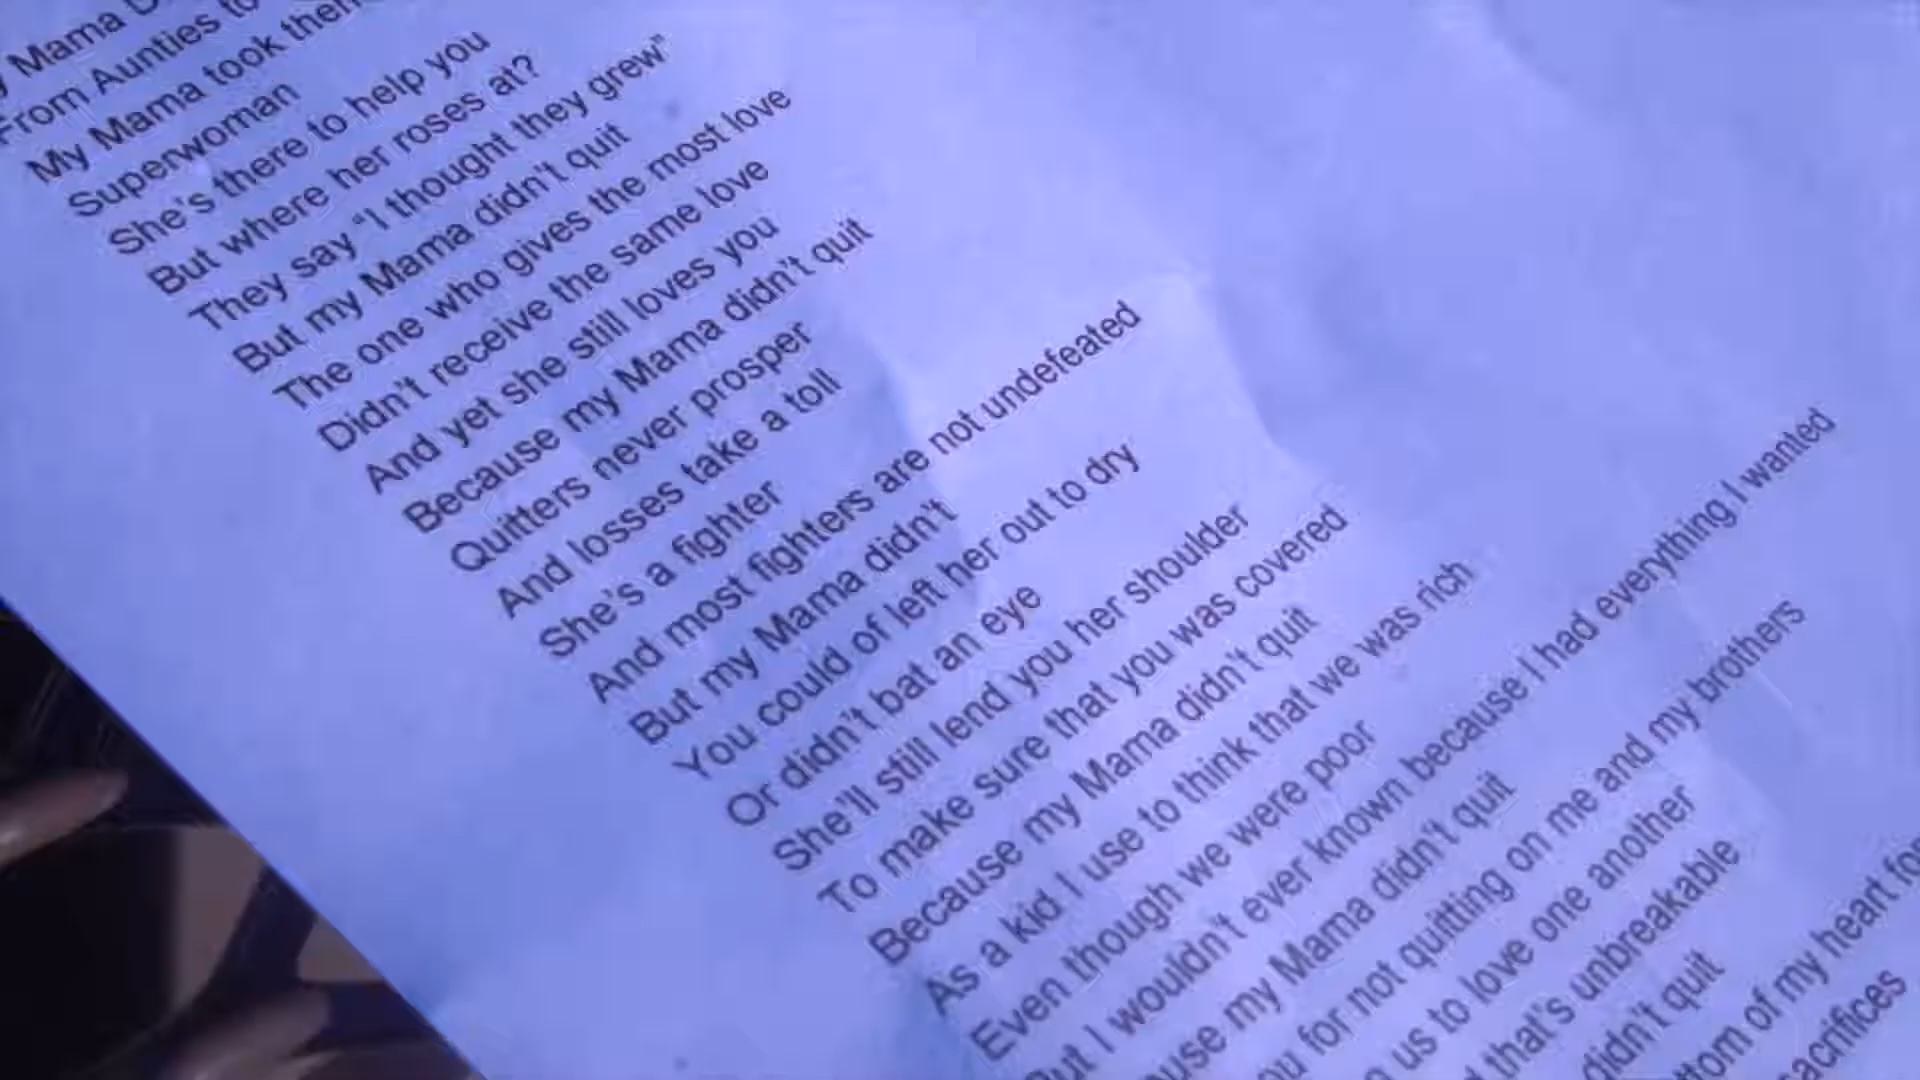 Mama
From Aunties to
My Mama took them
Superwoman
She's there to help you
But where her roses at?
They say "I thought they grew"
But my Mama didn't quit
The one who gives the most love
Didn't receive the same love
And yet she still loves you
Because my Mama didn't quit
Quitters never prosper
And losses take a toll
She's a fighter
And most fighters are not undefeated
But my Mama didn't
You could of left her out to dry
Or didn't bat an eye
She'll still lend you her shoulder
To make sure that you was covered
Because my Mama didn't quit
As a kid I use to think that we was rich
Even though we were poor
But I wouldn't ever known because I had everything I wanted
my Mama didn't quit
for not quitting on me and my brothers
us to love one another
that's unbreakable
didn't quit
of my heart for
sacrifices